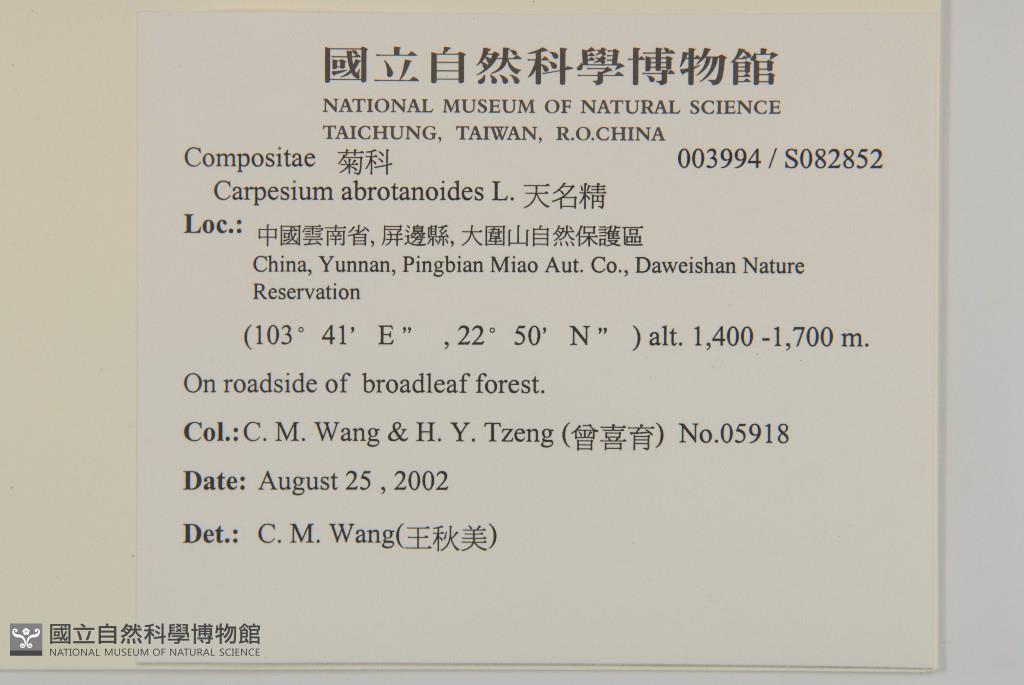 國立自然科學博物館
NATIONAL MUSEUM OF NATURAL SCIENCE
TAICHUNG, TAIWAN, R.O.CHINA
Compositae 菊科 003994 / S082852
Carpesium abrotanoides L. 天名精
Loc.: 中國雲南省, 屏邊縣, 大圍山自然保護區
China, Yunnan, Pingbian Miao Aut. Co., Daweishan Nature
Reservation
(103° 41’ E ” , 22° 50’ N ” ) alt. 1,400 -1,700 m.
On roadside of broadleaf forest.
Col.: C. M. Wang & H. Y. Tzeng (曾喜育) No.05918
Date: August 25 , 2002
Det.: C. M. Wang(王秋美)
國立自然科學博物館
NATIONAL MUSEUM OF NATURAL SCIENCE